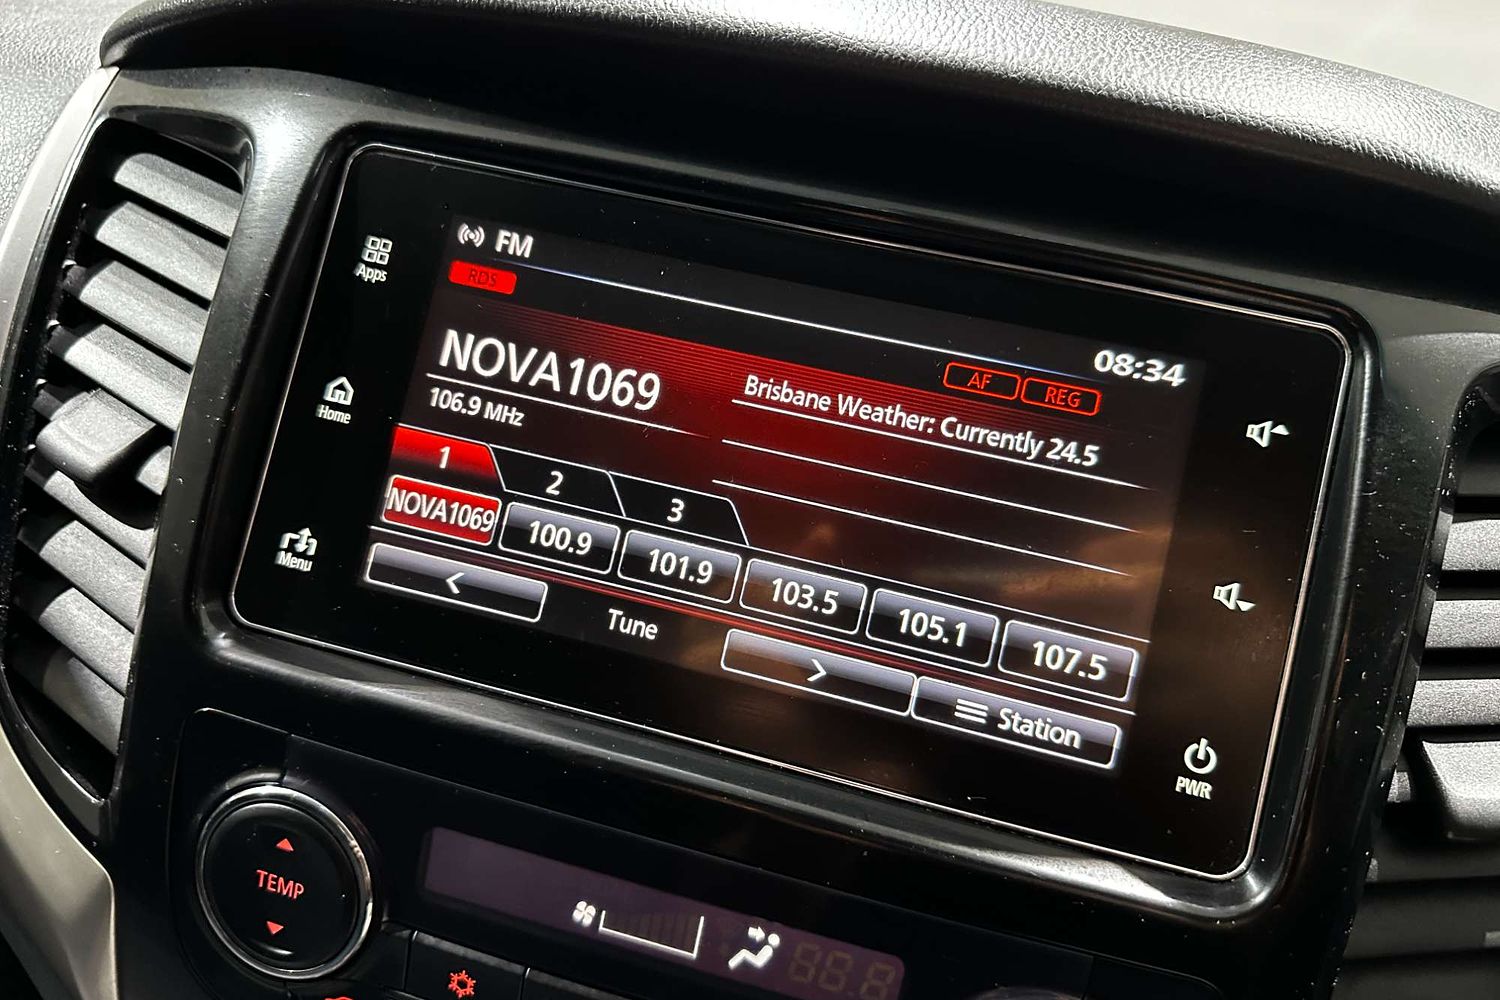 FM
RDS
Apps
08:34
NOVA1069
AF
REG
Brisbane Weather: Currently 24.5
106.9 MHz
Home
1
2
3
NOVA1069
100.9
101.9
103.5
105.1
107.5
Menu
<
Tune
>
Station
PWR
TEMP